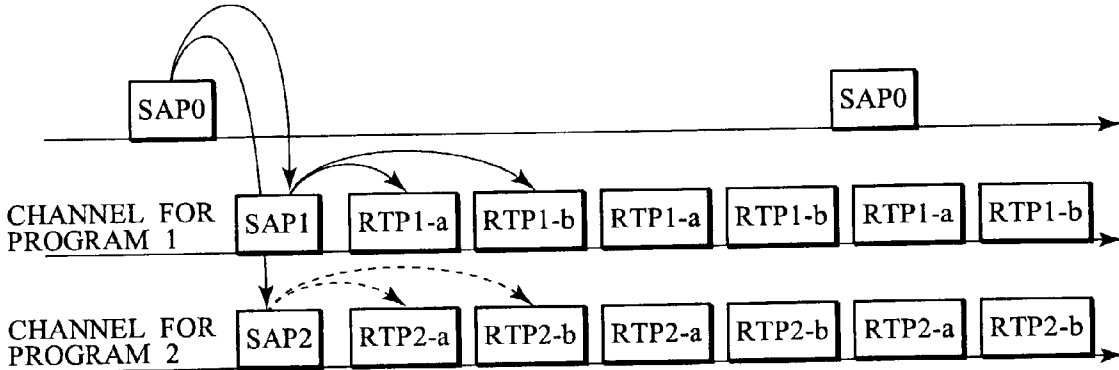 SAP0
SAP0
CHANNEL FOR
PROGRAM 1
SAP1
RTP1-a
RTP1-b
RTP1-a
RTP1-b
RTP1-a
RTP1-b
CHANNEL FOR
PROGRAM 2
SAP2
RTP2-a
RTP2-b
RTP2-a
RTP2-b
RTP2-a
RTP2-b